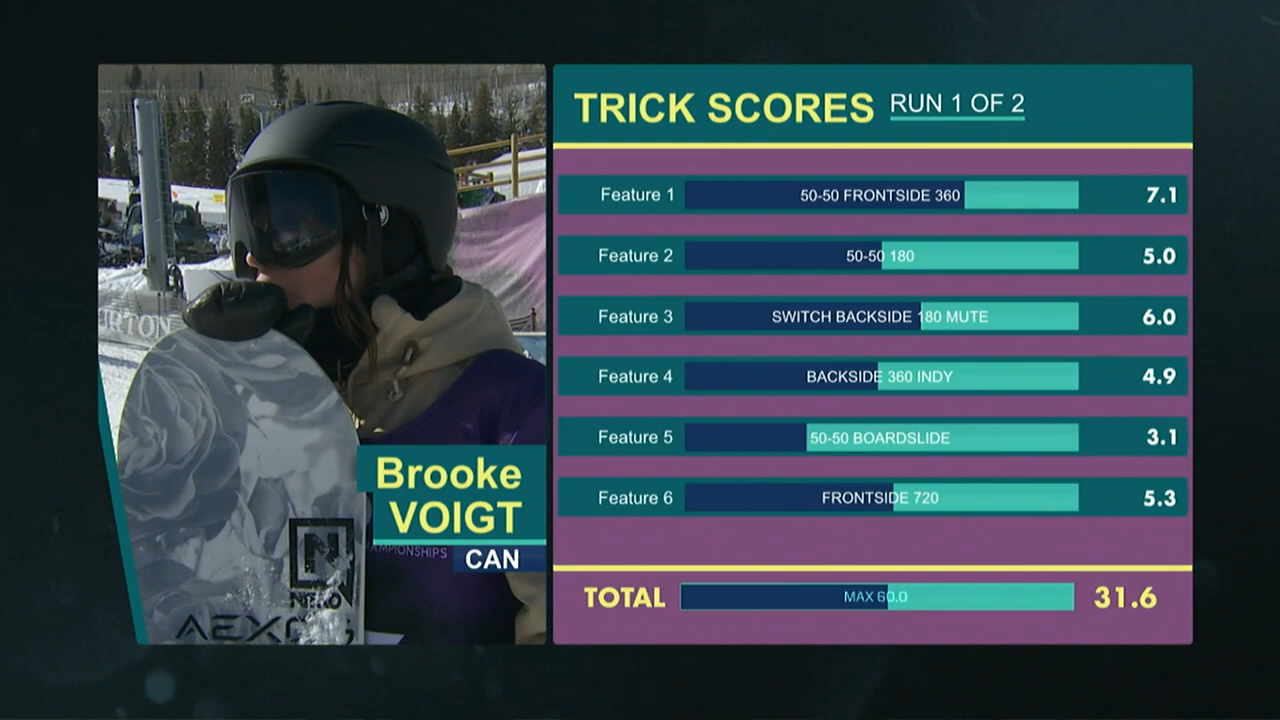 TRICK SCORES RUN 1 OF 2
Feature 1 50-50 FRONTSIDE 360 7.1
Feature 2 50-50 180 5.0
Feature 3 SWITCH BACKSIDE 180 MUTE 6.0
Feature 4 BACKSIDE 360 INDY 4.9
Feature 5 50-50 BOARDSLIDE 3.1
Feature 6 FRONTSIDE 720 5.3
TOTAL MAX 60.0 31.6
Brooke
VOIGT
CAN
N
NITRO